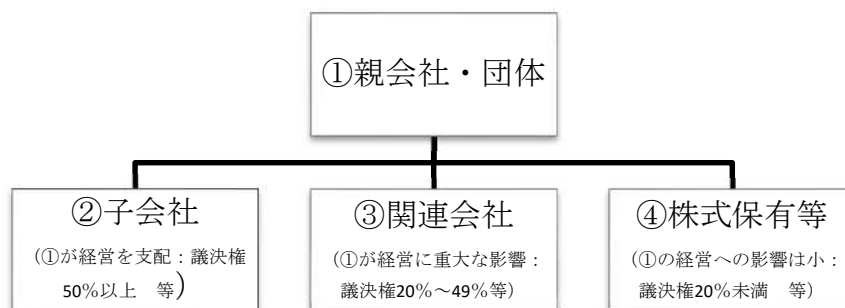 ①親会社・団体
②子会社
(①が経営を支配：議決権
50%以上　等)
③関連会社
(①が経営に重大な影響：
議決権20%～49%等)
④株式保有等
(①の経営への影響は小：
議決権20%未満　等)